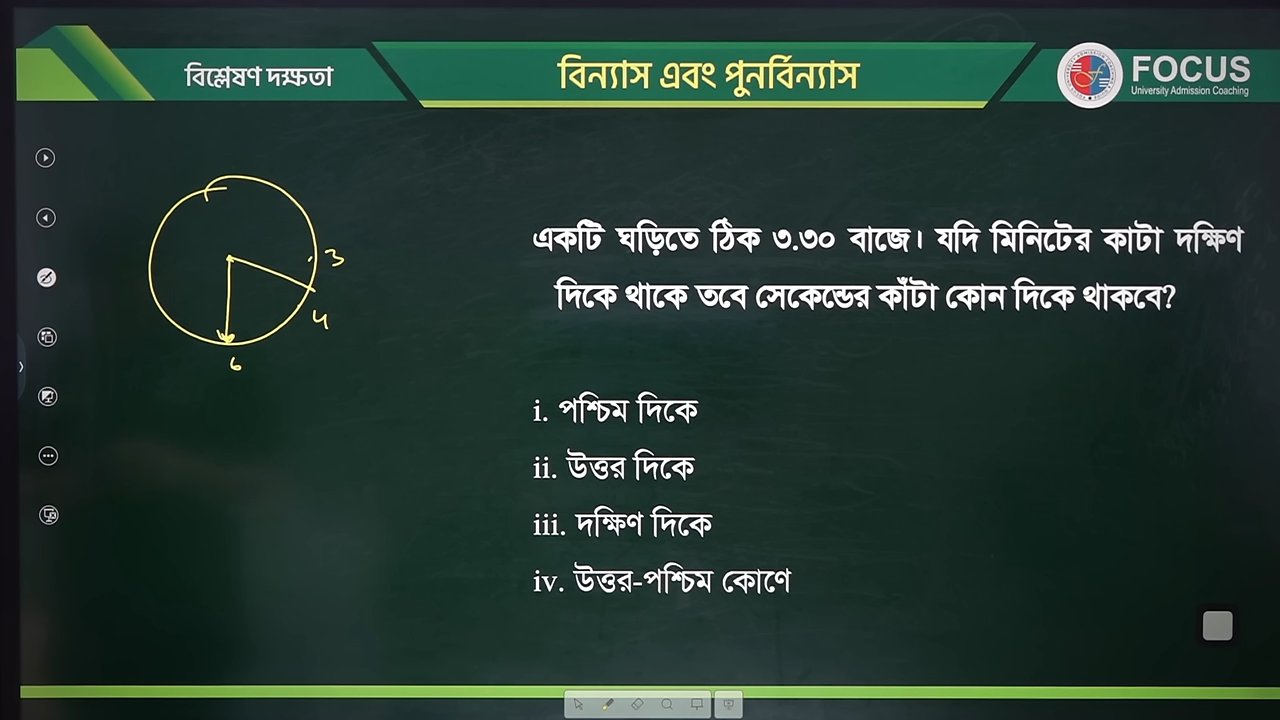 বিশ্লেষণ দক্ষতা
বিন্যাস এবং পুনর্বিন্যাস
FOCUS
University Admission Coaching
একটি ঘড়িতে ঠিক ৩.৩০ বাজে। যদি মিনিটের কাটা দক্ষিণ
দিকে থাকে তবে সেকেন্ডের কাঁটা কোন দিকে থাকবে?
3
4
6
i. পশ্চিম দিকে
ii. উত্তর দিকে
iii. দক্ষিণ দিকে
iv. উত্তর-পশ্চিম কোণে